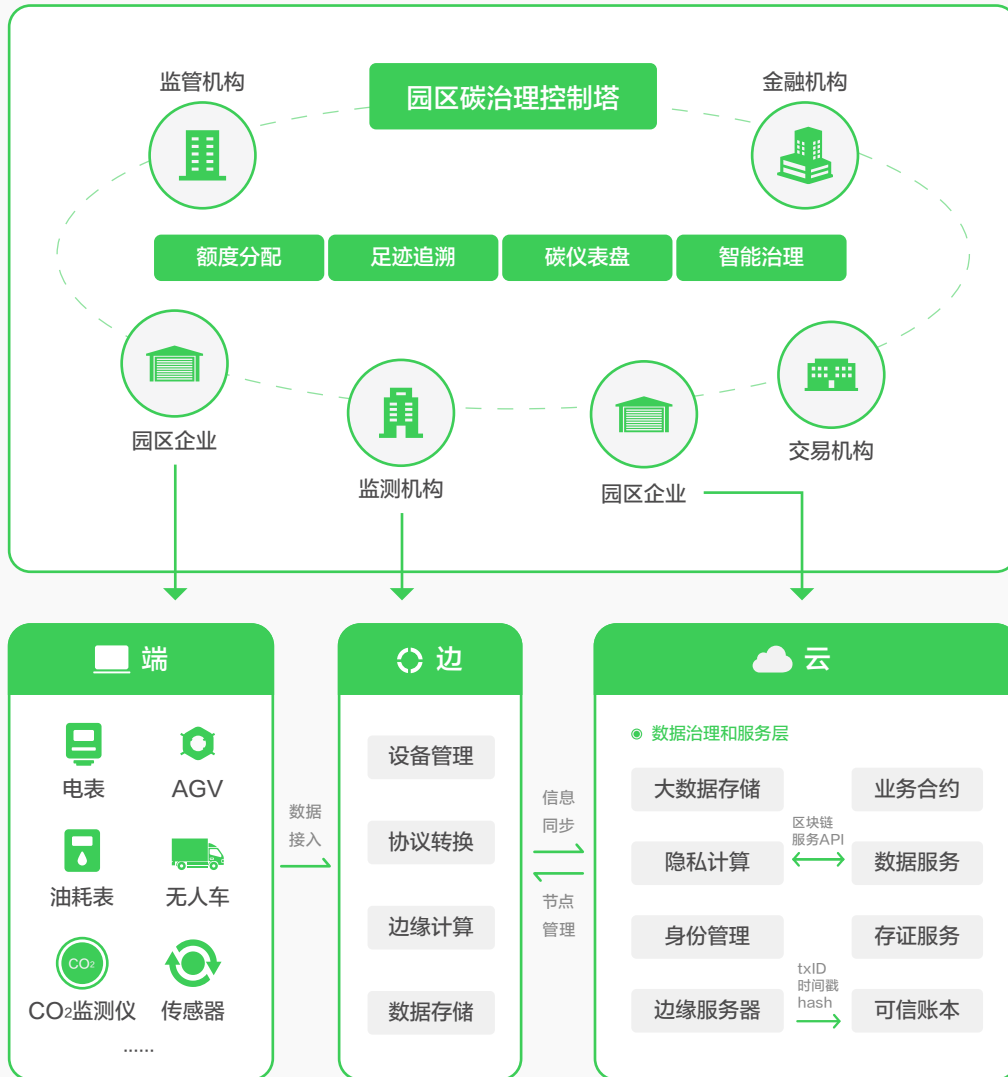 监管机构
园区碳治理控制塔
金融机构
额度分配
足迹追溯
碳仪表盘
智能治理
园区企业
监测机构
园区企业
交易机构
端
电表
AGV
油耗表
无人车
CO2
CO2监测仪
传感器
......
数据
接入
边
设备管理
协议转换
边缘计算
数据存储
信息
同步
节点
管理
云
数据治理和服务层
大数据存储
业务合约
区块链
服务API
隐私计算
数据服务
身份管理
存证服务
txID
时间戳
hash
边缘服务器
可信账本